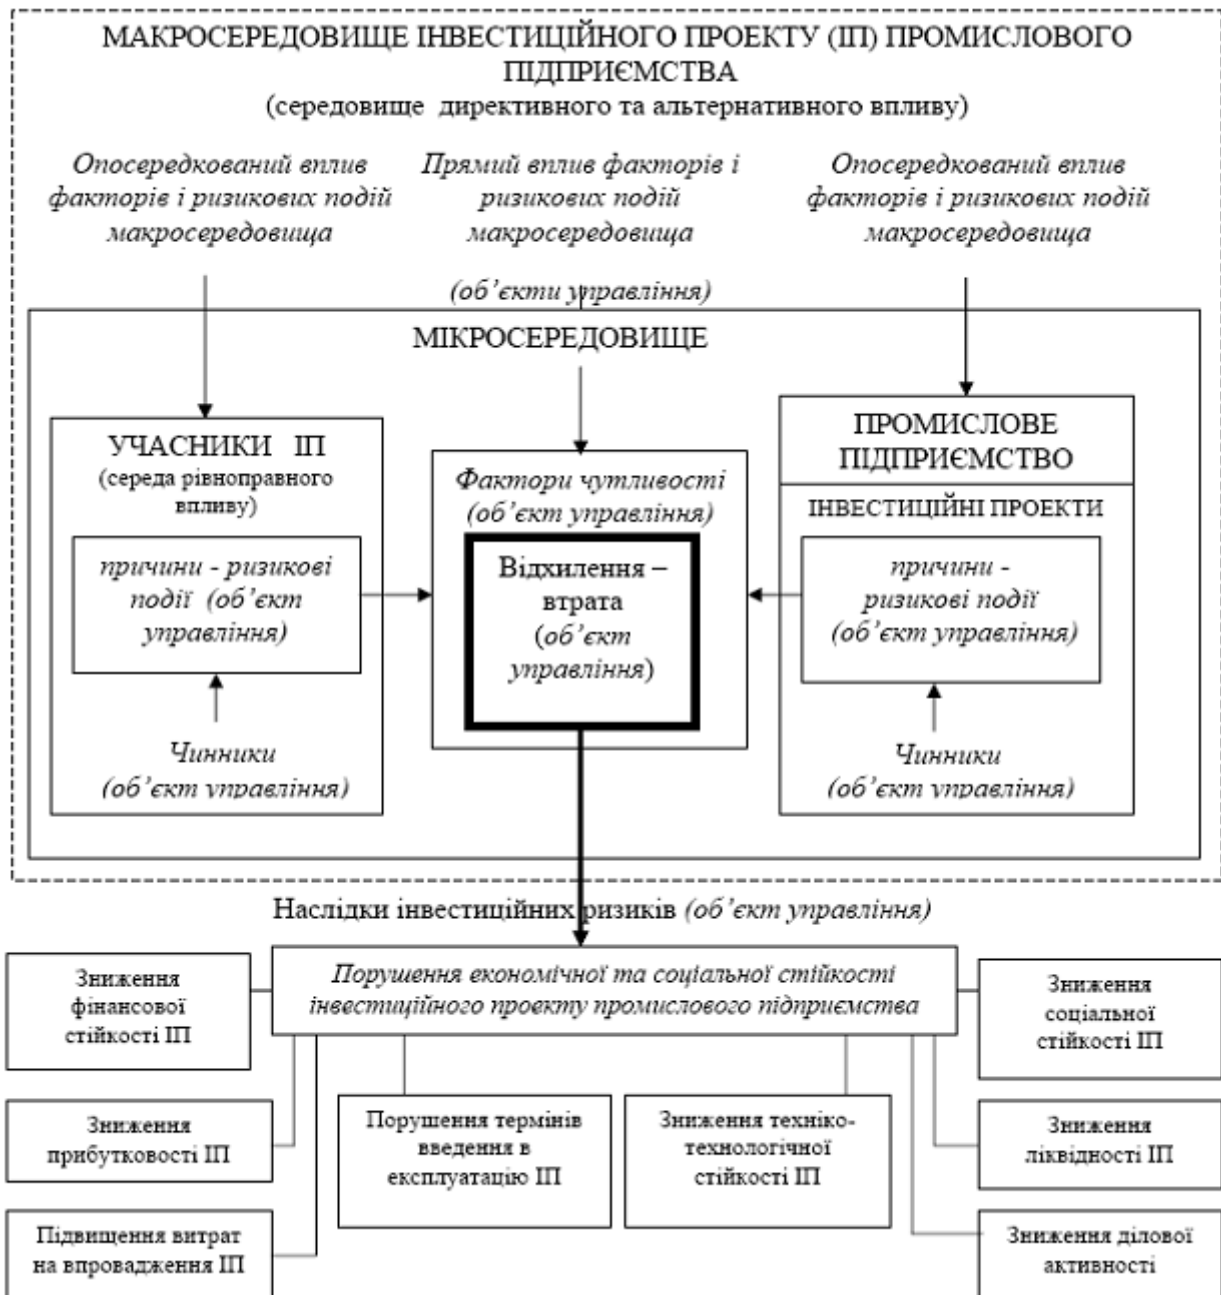 МАКРОСЕРЕДОВИЩЕ ІНВЕСТИЦІЙНОГО ПРОЕКТУ (ІП) ПРОМИСЛОВОГО
ПІДПРИЄМСТВА
(середовище директивного та альтернативного впливу)
Опосередкований вплив
факторів і ризикових подій
макросередовища
Прямий вплив факторів і
ризикових подій
макросередовища
(об’єкти управління)
Опосередкований вплив
факторів і ризикових подій
макросередовища
МІКРОСЕРЕДОВИЩЕ
УЧАСНИКИ ІП
(середа рівноправного
впливу)
причини - ризикові
події (об’єкт
управління)
Чинники
(об’єкт управління)
Фактори чутливості
(об’єкт управління)
Відхилення –
втрата
(об’єкт
управління)
ПРОМИСЛОВЕ
ПІДПРИЄМСТВО
ІНВЕСТИЦІЙНІ ПРОЕКТИ
причини -
ризикові події
(об’єкт управління)
Чинники
(об’єкт управління)
Наслідки інвестиційних ризиків (об’єкт управління)
Порушення економічної та соціальної стійкості
інвестиційного проекту промислового підприємства
Зниження
фінансової
стійкості ІП
Зниження
соціальної
стійкості ІП
Зниження
прибутковості ІП
Порушення термінів
введення в
експлуатацію ІП
Зниження техніко-
технологічної
стійкості ІП
Зниження
ліквідності ІП
Підвищення витрат
на впровадження ІП
Зниження ділової
активності